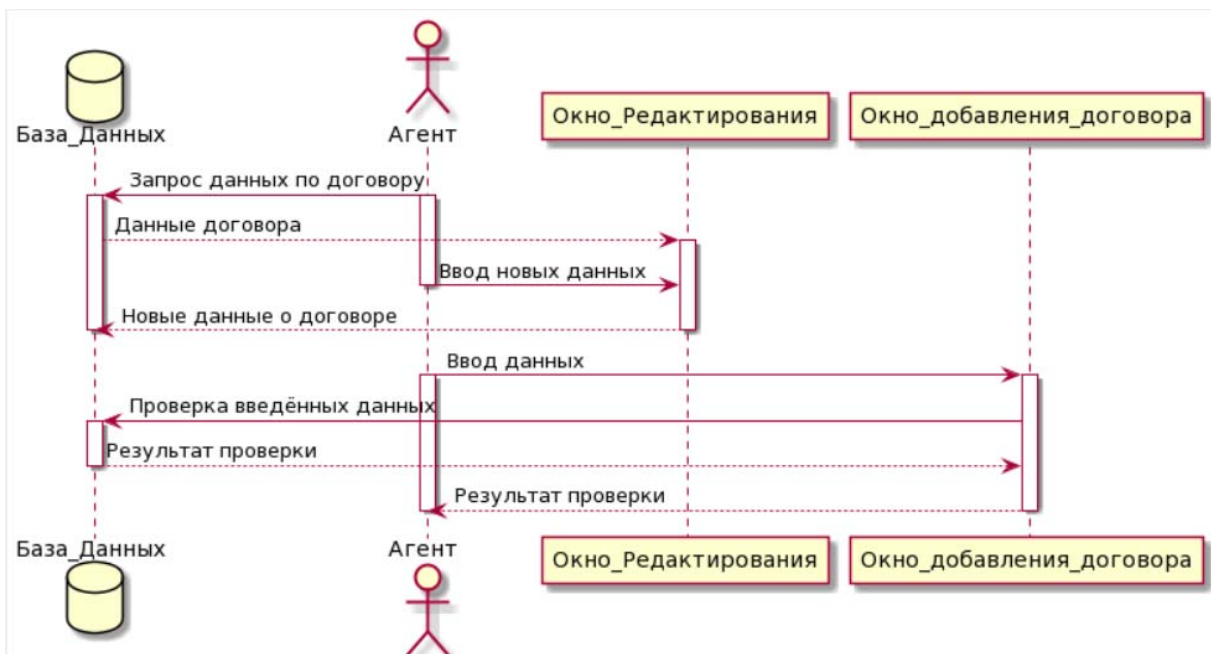 База_Данных
Агент
Окно_Редактирования
Окно_добавления_договора
Запрос данных по договору
Данные договора
Ввод новых данных
Новые данные о договоре
Ввод данных
Проверка введённых данных
Результат проверки
Результат проверки
База_Данных
Агент
Окно_Редактирования
Окно_добавления_договора